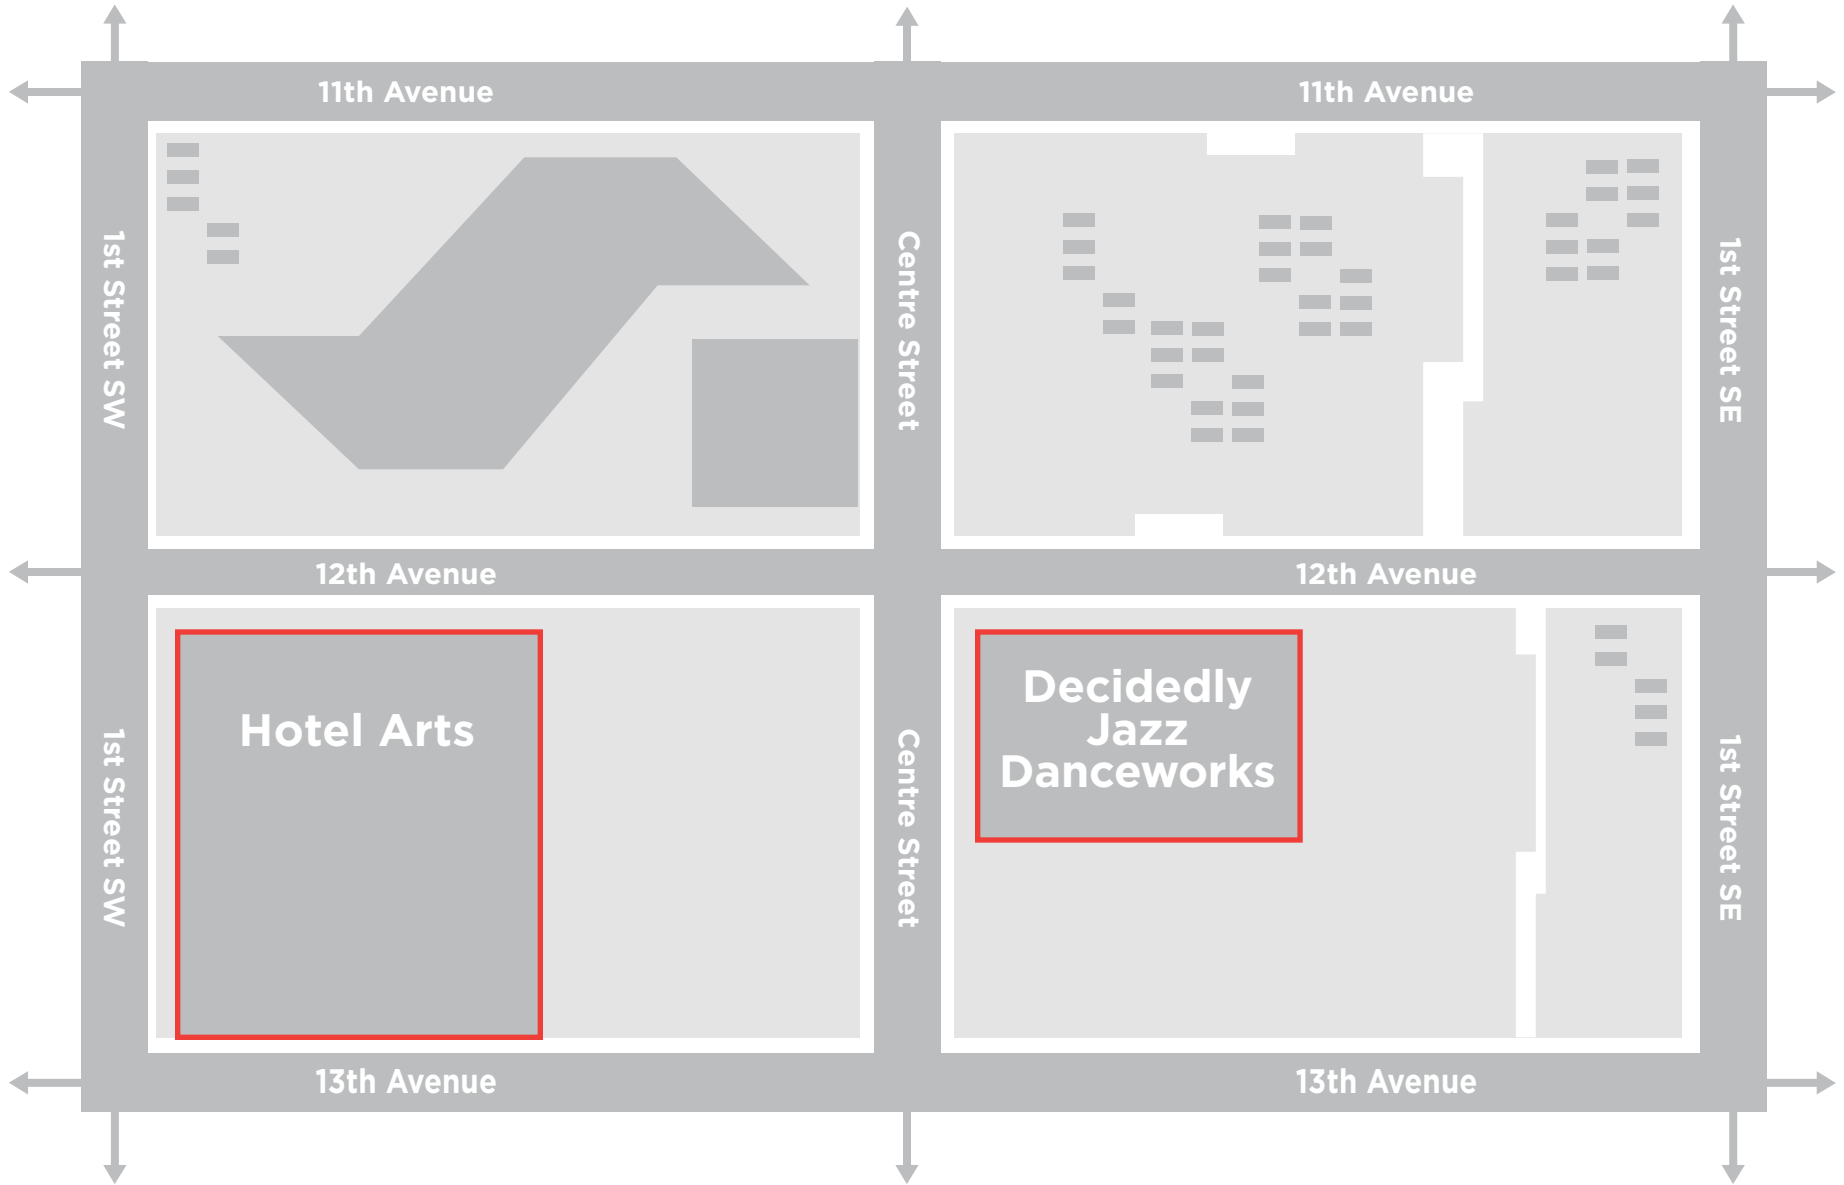 11th Avenue
11th Avenue
1st Street SW
Centre Street
1st Street SE
12th Avenue
12th Avenue
Hotel Arts
Decidedly
Jazz
Danceworks
1st Street SW
Centre Street
1st Street SE
13th Avenue
13th Avenue